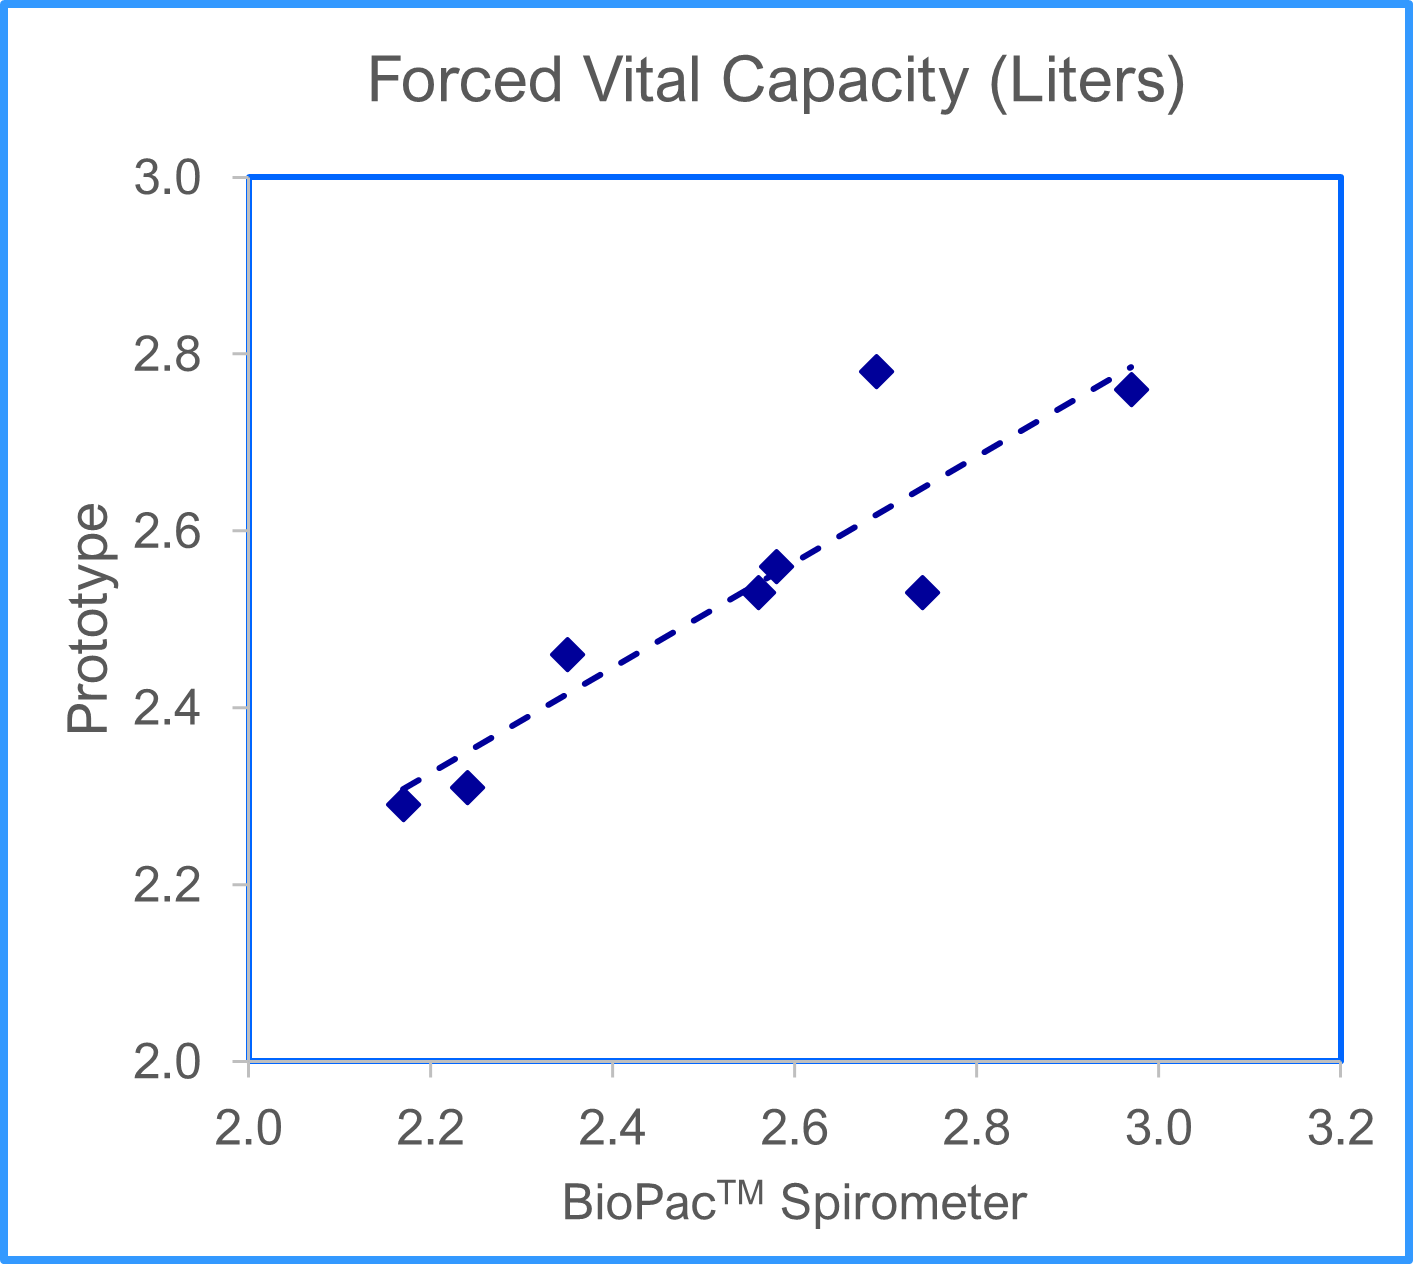 Forced Vital Capacity (Liters)
3.0
2.8
2.6
2.4
2.2
2.0
Prototype
2.0 2.2 2.4 2.6 2.8 3.0 3.2
BioPac™ Spirometer